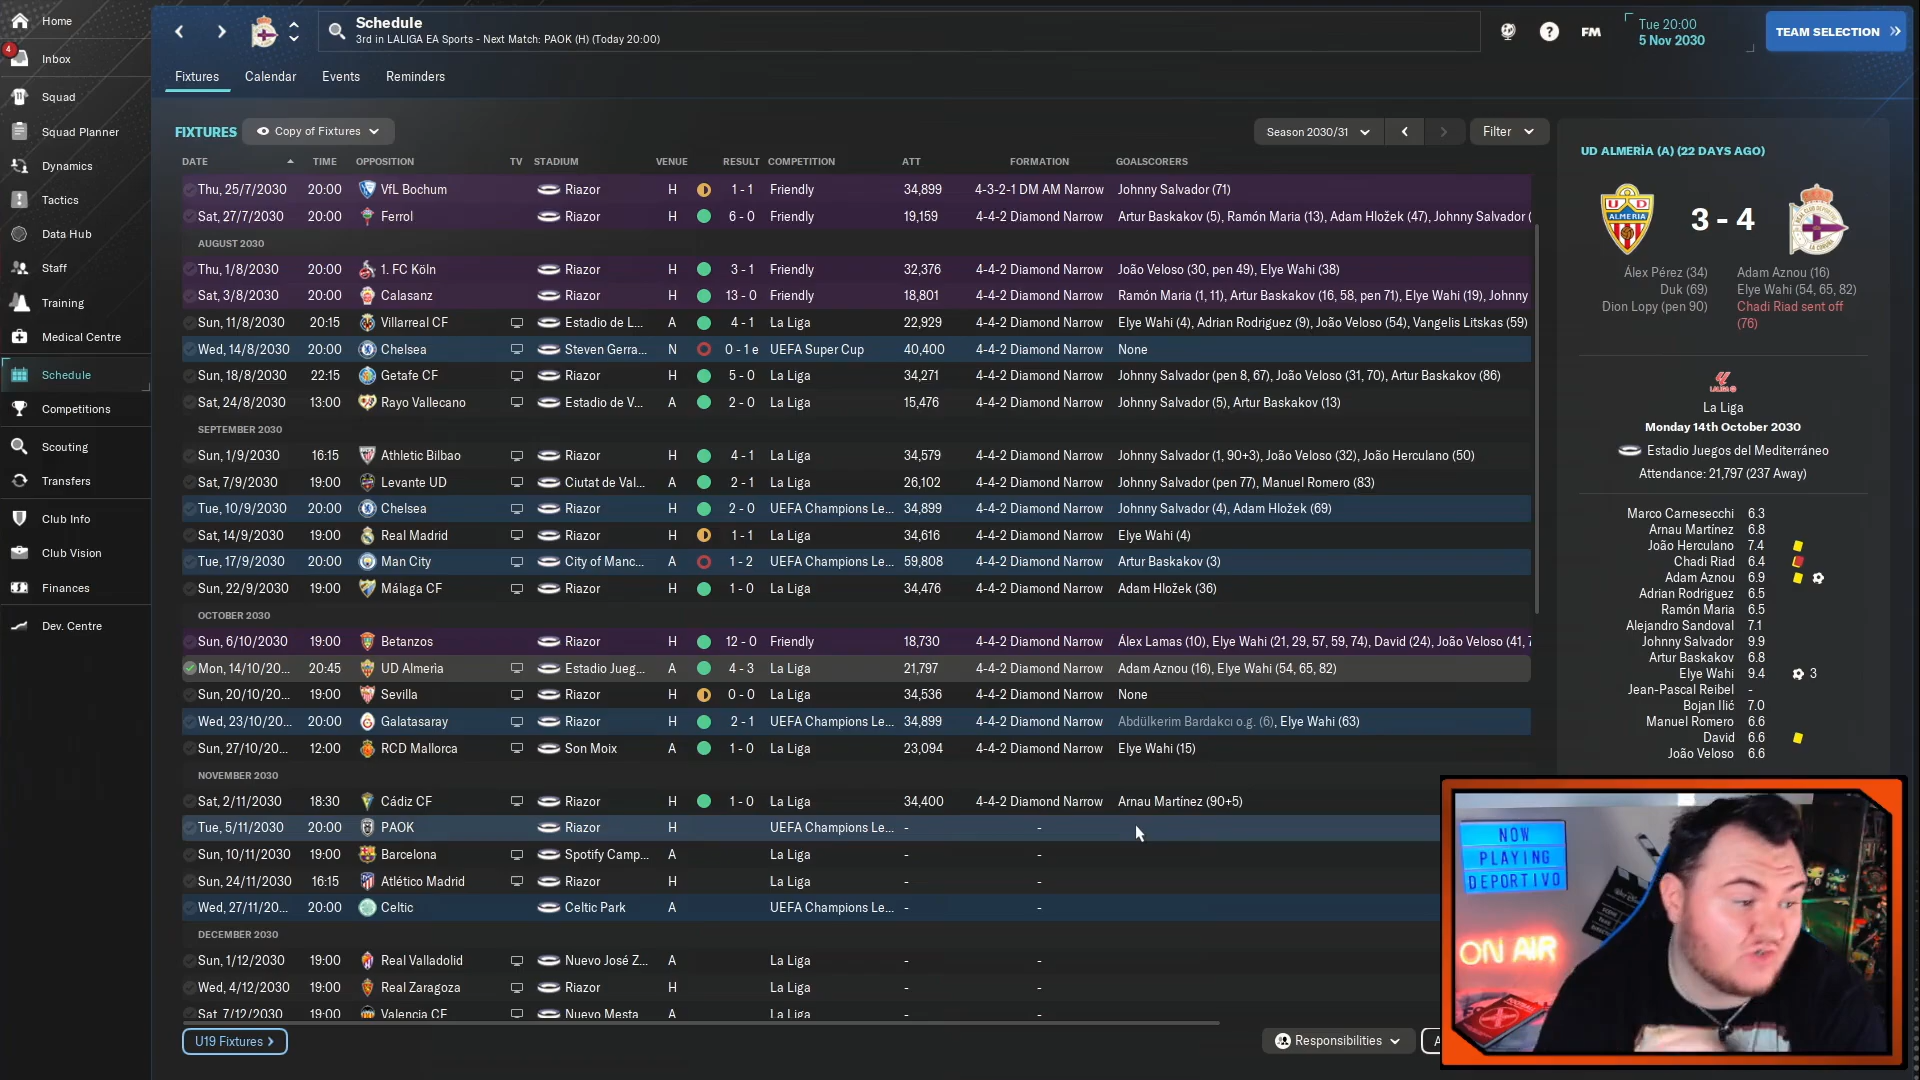 Home
4
Inbox
Squad
Squad Planner
Dynamics
Tactics
Data Hub
Staff
Training
Medical Centre
Schedule
Competitions
Scouting
Transfers
Club Info
Club Vision
Finances
Dev. Centre
Schedule
3rd in LALIGA EA Sports - Next Match: PAOK (H) (Today 20:00)
FM
Tue 20:00
5 Nov 2030
TEAM SELECTION
Fixtures Calendar Events Reminders
FIXTURES Copy of Fixtures Season 2030/31 Filter
DATE TIME OPPOSITION TV STADIUM VENUE RESULT COMPETITION ATT FORMATION GOALSCORERS
Thu, 25/7/2030 20:00 VfL Bochum Riazor H 1 - 1 Friendly 34,899 4-3-2-1 DM AM Narrow Johnny Salvador (71)
Sat, 27/7/2030 20:00 Ferrol Riazor H 6 - 0 Friendly 19,159 4-4-2 Diamond Narrow Artur Baskakov (5), Ramón Maria (13), Adam Hložek (47), Johnny Salvador (
AUGUST 2030
Thu, 1/8/2030 20:00 1. FC Köln Riazor H 3 - 1 Friendly 32,376 4-4-2 Diamond Narrow João Veloso (30, pen 49), Elye Wahi (38)
Sat, 3/8/2030 20:00 Calasanz Riazor H 13 - 0 Friendly 18,801 4-4-2 Diamond Narrow Ramón Maria (1, 11), Artur Baskakov (16, 58, pen 71), Elye Wahi (19), Johnny
Sun, 11/8/2030 20:15 Villarreal CF Estadio de L... A 4 - 1 La Liga 22,929 4-4-2 Diamond Narrow Elye Wahi (4), Adrian Rodriguez (9), João Veloso (54), Vangelis Litskas (59)
Wed, 14/8/2030 20:00 Chelsea Steven Gerra... N 0 - 1 e UEFA Super Cup 40,400 4-4-2 Diamond Narrow None
Sun, 18/8/2030 22:15 Getafe CF Riazor H 5 - 0 La Liga 34,271 4-4-2 Diamond Narrow Johnny Salvador (pen 8, 67), João Veloso (31, 70), Artur Baskakov (86)
Sat, 24/8/2030 13:00 Rayo Vallecano Estadio de V... A 2 - 0 La Liga 15,476 4-4-2 Diamond Narrow Johnny Salvador (5), Artur Baskakov (13)
SEPTEMBER 2030
Sun, 1/9/2030 16:15 Athletic Bilbao Riazor H 4 - 1 La Liga 34,579 4-4-2 Diamond Narrow Johnny Salvador (1, 90+3), João Veloso (32), João Herculano (50)
Sat, 7/9/2030 19:00 Levante UD Ciutat de Val... A 2 - 1 La Liga 26,102 4-4-2 Diamond Narrow Johnny Salvador (pen 77), Manuel Romero (83)
Tue, 10/9/2030 20:00 Chelsea Riazor H 2 - 0 UEFA Champions Le... 34,899 4-4-2 Diamond Narrow Johnny Salvador (4), Adam Hložek (69)
Sat, 14/9/2030 19:00 Real Madrid Riazor H 1 - 1 La Liga 34,616 4-4-2 Diamond Narrow Elye Wahi (4)
Tue, 17/9/2030 20:00 Man City City of Manc... A 1 - 2 UEFA Champions Le... 59,808 4-4-2 Diamond Narrow Artur Baskakov (3)
Sun, 22/9/2030 19:00 Málaga CF Riazor H 1 - 0 La Liga 34,476 4-4-2 Diamond Narrow Adam Hložek (36)
OCTOBER 2030
Sun, 6/10/2030 19:00 Betanzos Riazor H 12 - 0 Friendly 18,730 4-4-2 Diamond Narrow Álex Lamas (10), Elye Wahi (21, 29, 57, 59, 74), David (24), João Veloso (41, 7
Mon, 14/10/20... 20:45 UD Almería Estadio Jueg... A 4 - 3 La Liga 21,797 4-4-2 Diamond Narrow Adam Aznou (16), Elye Wahi (54, 65, 82)
Sun, 20/10/20... 19:00 Sevilla Riazor H 0 - 0 La Liga 34,536 4-4-2 Diamond Narrow None
Wed, 23/10/20... 20:00 Galatasaray Riazor H 2 - 1 UEFA Champions Le... 34,899 4-4-2 Diamond Narrow Abdülkerim Bardakcı o.g. (6), Elye Wahi (63)
Sun, 27/10/20... 12:00 RCD Mallorca Son Moix A 1 - 0 La Liga 23,094 4-4-2 Diamond Narrow Elye Wahi (15)
NOVEMBER 2030
Sat, 2/11/2030 18:30 Cádiz CF Riazor H 1 - 0 La Liga 34,400 4-4-2 Diamond Narrow Arnau Martínez (90+5)
Tue, 5/11/2030 20:00 PAOK Riazor H UEFA Champions Le... - -
Sun, 10/11/2030 19:00 Barcelona Spotify Camp... A La Liga - -
Sun, 24/11/2030 16:15 Atlético Madrid Riazor H La Liga - -
Wed, 27/11/20... 20:00 Celtic Celtic Park A UEFA Champions Le... - -
DECEMBER 2030
Sun, 1/12/2030 19:00 Real Valladolid Nuevo José Z... A La Liga - -
Wed, 4/12/2030 19:00 Real Zaragoza Riazor H La Liga - -
Sat, 7/12/2030 19:00 Valencia CF Nuevo Mesta A La Liga - -
U19 Fixtures
Responsibilities
UD ALMERÍA (A) (22 DAYS AGO)
3 - 4
Álex Pérez (34)
Duk (69)
Dion Lopy (pen 90)
Adam Aznou (16)
Elye Wahi (54, 65, 82)
Chadi Riad sent off
(76)
La Liga
Monday 14th October 2030
Estadio Juegos del Mediterráneo
Attendance: 21,797 (237 Away)
Marco Carnesecchi 6.3
Arnau Martínez 6.8
João Herculano 7.4
Chadi Riad 6.4
Adam Aznou 6.9
Adrian Rodriguez 6.5
Ramón Maria 6.5
Alejandro Sandoval 7.1
Johnny Salvador 9.9
Artur Baskakov 6.8
Elye Wahi 9.4 3
Jean-Pascal Reibel -
Bojan Ilić 7.0
Manuel Romero 6.6
David 6.6
João Veloso 6.6
NOW
PLAYING
DEPORTIVO
ON AIR